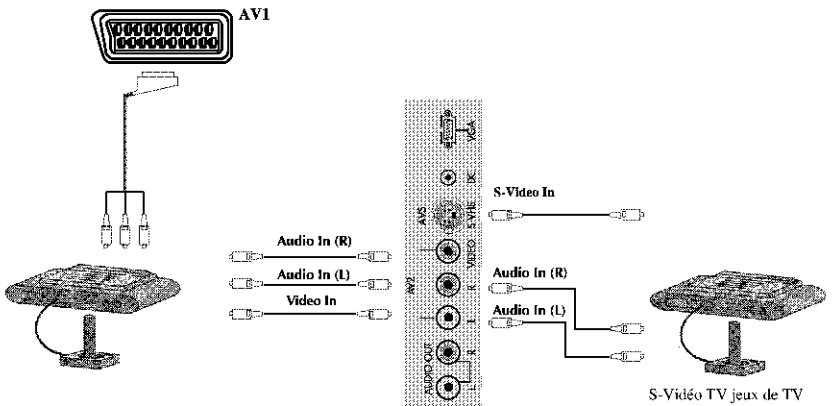 AV1
VGA
DC
S-VHS
AV3
VIDEO
R
AV2
L
R
AUDIO OUT
L
Audio In (R)
Audio In (L)
Video In
S-Video In
Audio In (R)
Audio In (L)
S-Vidéo TV jeux de TV